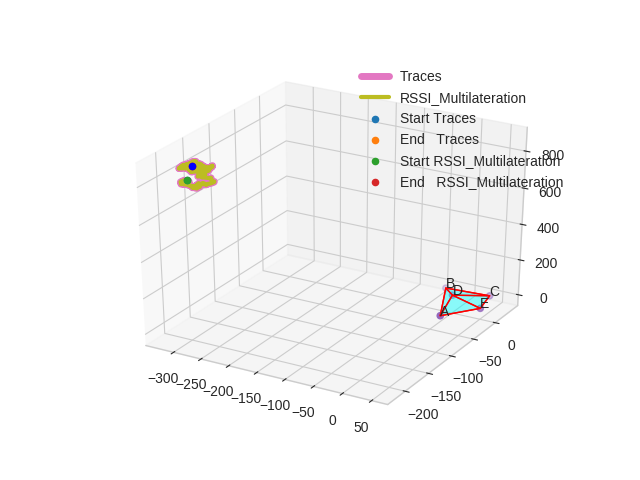 Traces
RSSI_Multilateration
Start Traces
End   Traces
Start RSSI_Multilateration
End   RSSI_Multilateration
800
600
400
200
0
B
D
C
E
A
0
−50
−100
−150
−200
−300
−250
−200
−150
−100
−50
0
50